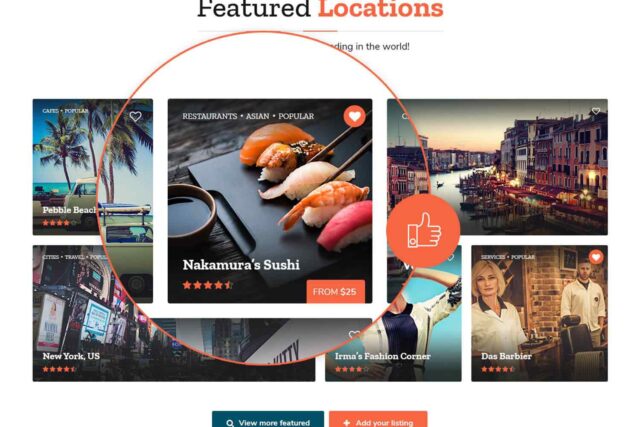 Featured Locations
ding in the world!
CAFES • POPULAR
Pebble Beach
RESTAURANTS • ASIAN • POPULAR
Nakamura's Sushi
FROM $25
CITIES • TRAVEL • POPU
New York, US
Irma's Fashion Corner
SERVICES • POPULAR
Das Barbier
View more featured
Add your listing